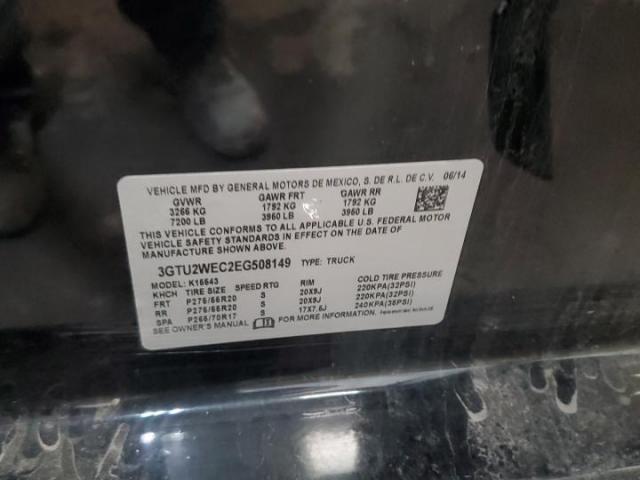 VEHICLE MFD BY GENERAL MOTORS DE MEXICO, S. DE R.L. DE C.V. 06/14
GVWR GAWR FRT GAWR RR
3266 KG 1792 KG 1792 KG
7200 LB 3960 LB 3960 LB
THIS VEHICLE CONFORMS TO ALL APPLICABLE U.S. FEDERAL MOTOR
VEHICLE SAFETY STANDARDS IN EFFECT ON THE DATE OF
MANUFACTURE SHOWN ABOVE.
3GTU2WEC2EG508149 TYPE: TRUCK
MODEL: K15543
KHCH TIRE SIZE SPEED RTG RIM COLD TIRE PRESSURE
FRT P275/55R20 S 20X9J 220KPA(32PSI)
RR P275/55R20 S 20X9J 220KPA(32PSI)
SPA P265/70R17 S 17X7.5J 240KPA(35PSI)
SEE OWNER'S MANUAL FOR MORE INFORMATION.